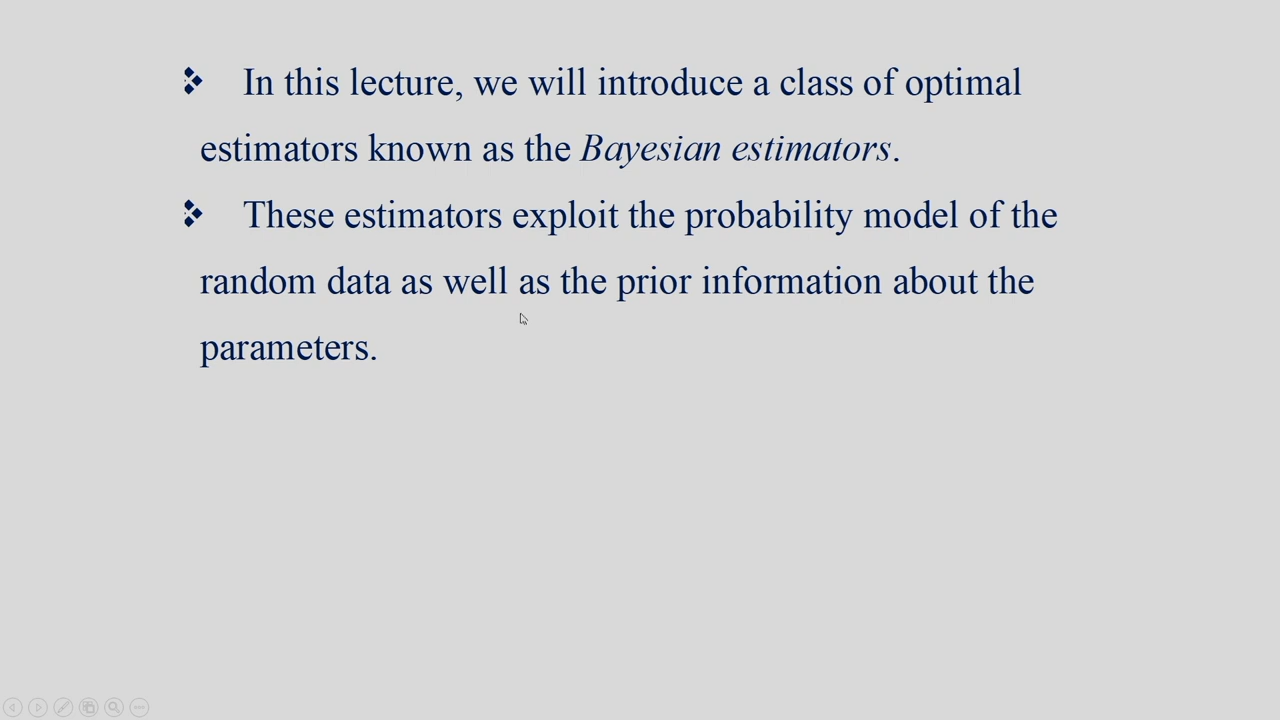 In this lecture, we will introduce a class of optimal
estimators known as the Bayesian estimators.
These estimators exploit the probability model of the
random data as well as the prior information about the
parameters.